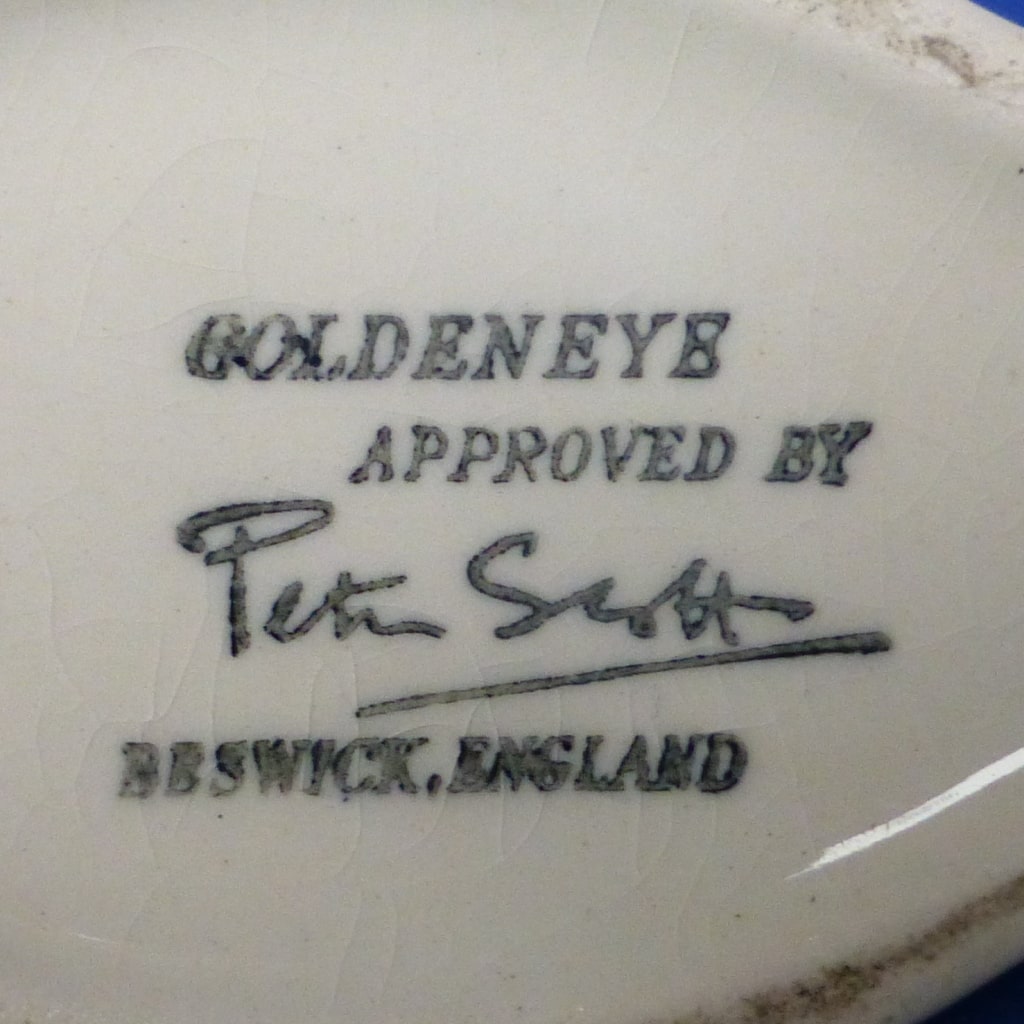 GOLDENEYE
APPROVED BY
Peter Scott
BESWICK, ENGLAND